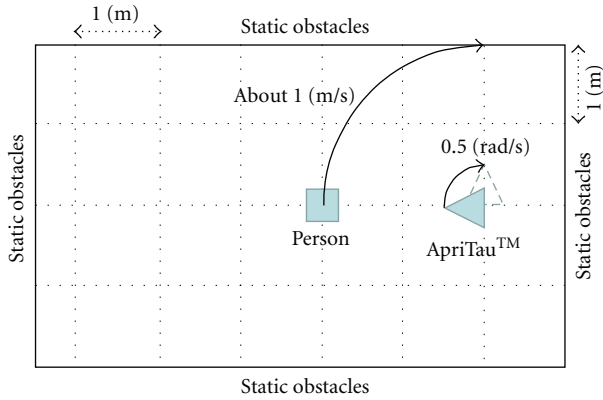 1 (m)
Static obstacles
About 1 (m/s)
1 (m)
0.5 (rad/s)
Static obstacles
Static obstacles
Person
ApriTau™
Static obstacles